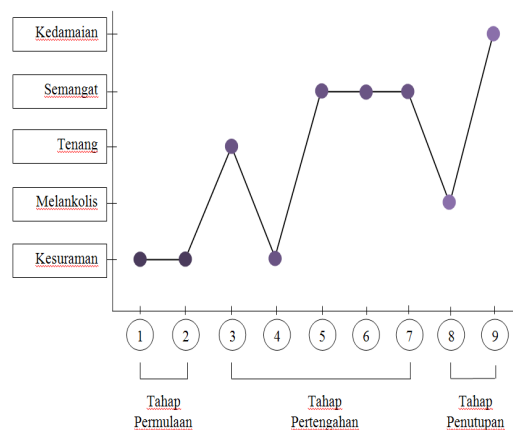 Kedamaian
Semangat
Tenang
Melankolis
Kesuraman
1 2 3 4 5 6 7 8 9
Tahap
Permulaan
Tahap
Pertengahan
Tahap
Penutupan